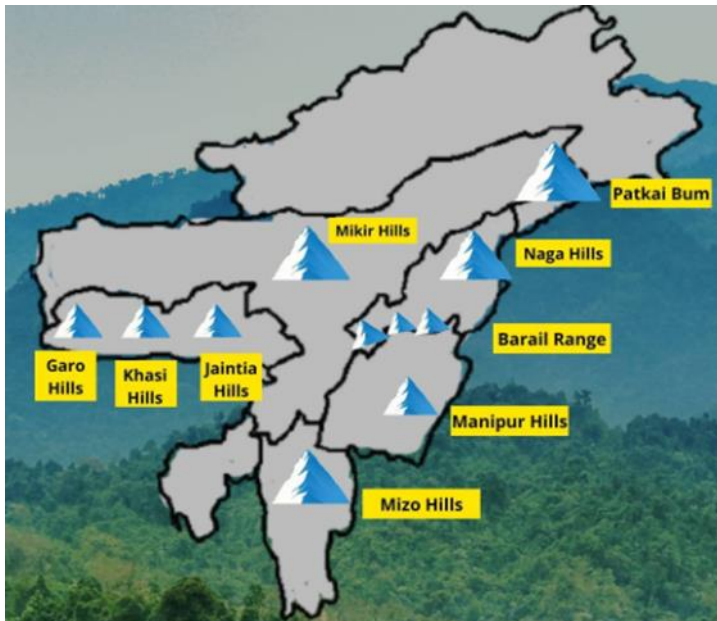 Patkai Bum
Mikir Hills
Naga Hills
Barail Range
Garo
Hills
Khasi
Hills
Jaintia
Hills
Manipur Hills
Mizo Hills